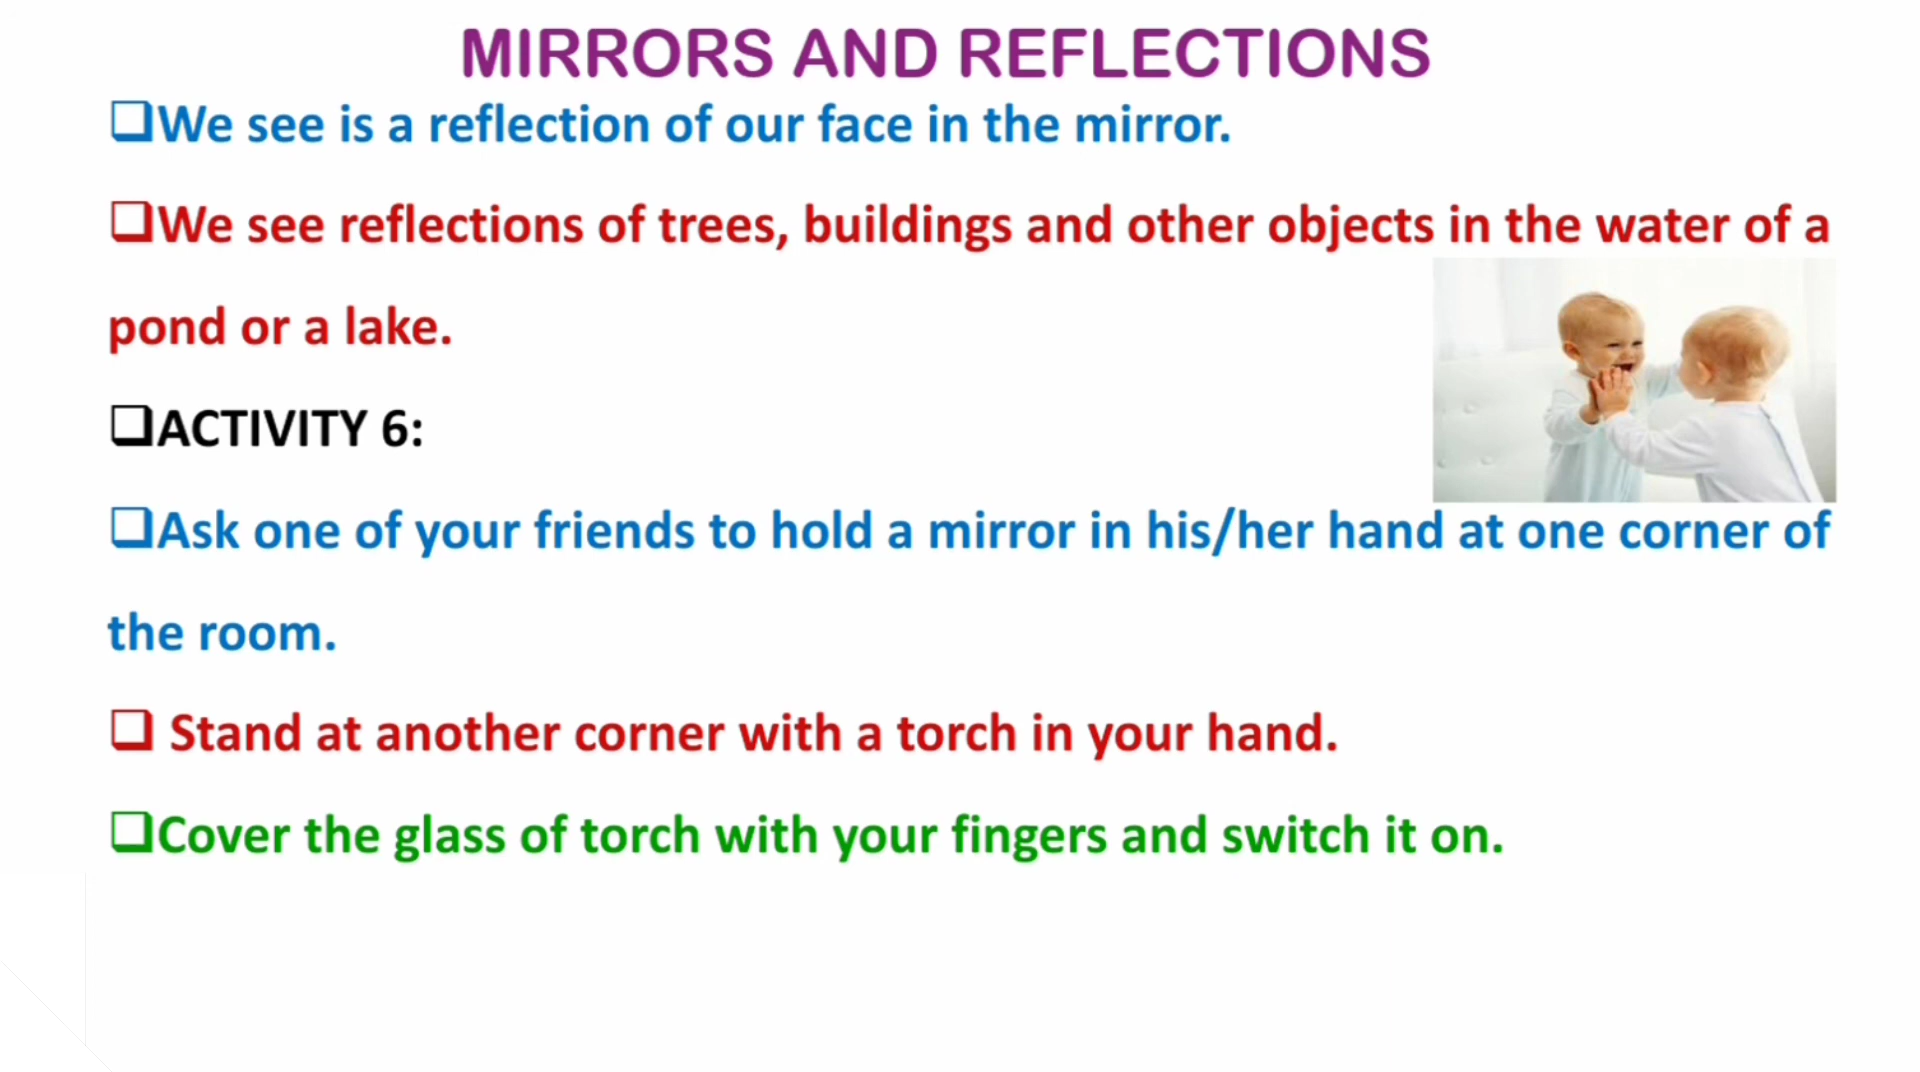 MIRRORS AND REFLECTIONS
❑We see is a reflection of our face in the mirror.
❑We see reflections of trees, buildings and other objects in the water of a
pond or a lake.
❑ACTIVITY 6:
❑Ask one of your friends to hold a mirror in his/her hand at one corner of
the room.
❑ Stand at another corner with a torch in your hand.
❑Cover the glass of torch with your fingers and switch it on.